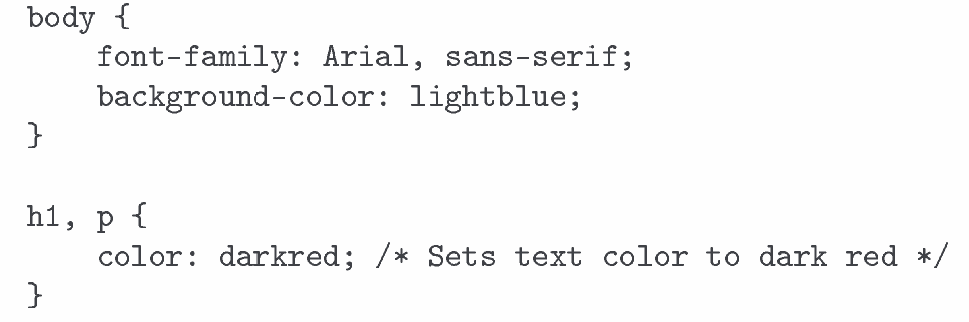 body {
    font-family: Arial, sans-serif;
    background-color: lightblue;
}

h1, p {
    color: darkred; /* Sets text color to dark red */
}